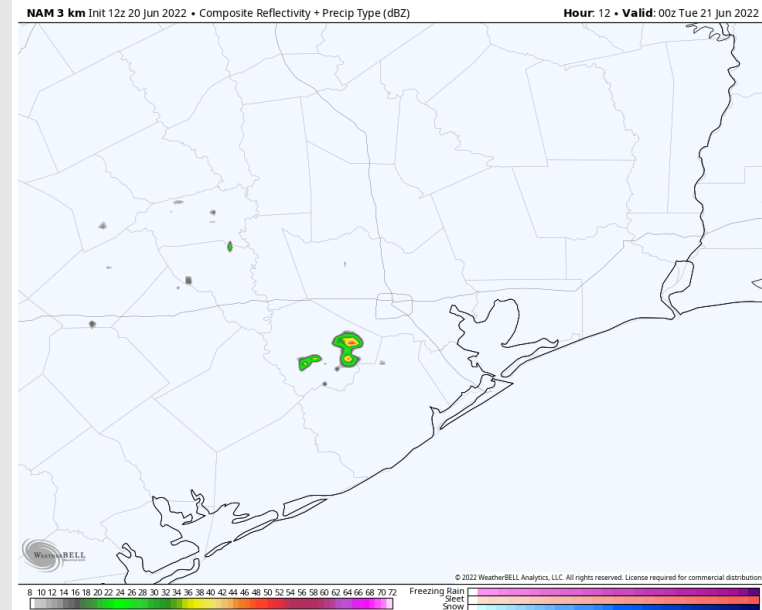 NAM 3 km Init 12z 20 Jun 2022 • Composite Reflectivity + Precip Type (dBZ) Hour: 12 • Valid: 00z Tue 21 Jun 2022
WEATHERBELL
© 2022 WeatherBELL Analytics, LLC. All rights reserved. License required for commercial distribution
8 10 12 14 16 18 20 22 24 26 28 30 32 34 36 38 40 42 44 46 48 50 52 54 56 58 60 62 64 66 68 70 72
Freezing Rain
Sleet
Snow